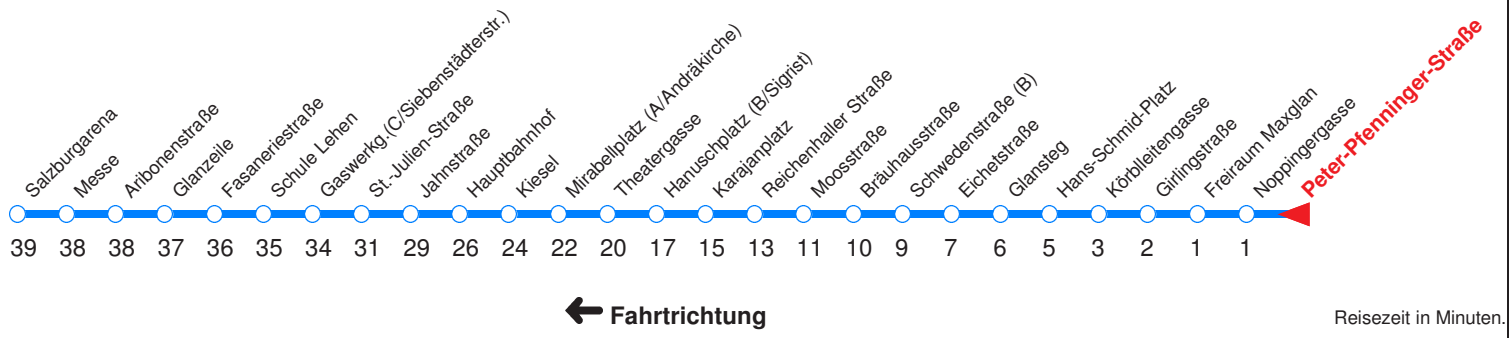 Salzburgarena
Messe
Aribonenstraße
Glanzeile
Fasaneriestraße
Schule Lehen
Gaswerkg.(C/Siebenstädterstr.)
St.-Julien-Straße
Jahnstraße
Hauptbahnhof
Kiesel
Mirabellplatz (A/Andräkirche)
Theatergasse
Hanuschplatz (B/Sigrist)
Karajanplatz
Reichenhaller Straße
Moosstraße
Bräuhausstraße
Schwedenstraße (B)
Eichetstraße
Glansteg
Hans-Schmid-Platz
Körblleitengasse
Girlingstraße
Freiraum Maxglan
Noppingergasse
Peter-Pfenninger-Straße
39 38 38 37 36 35 34 31 29 26 24 22 20 17 15 13 11 10 9 7 6 5 3 2 1 1
Fahrtrichtung
Reisezeit in Minuten.